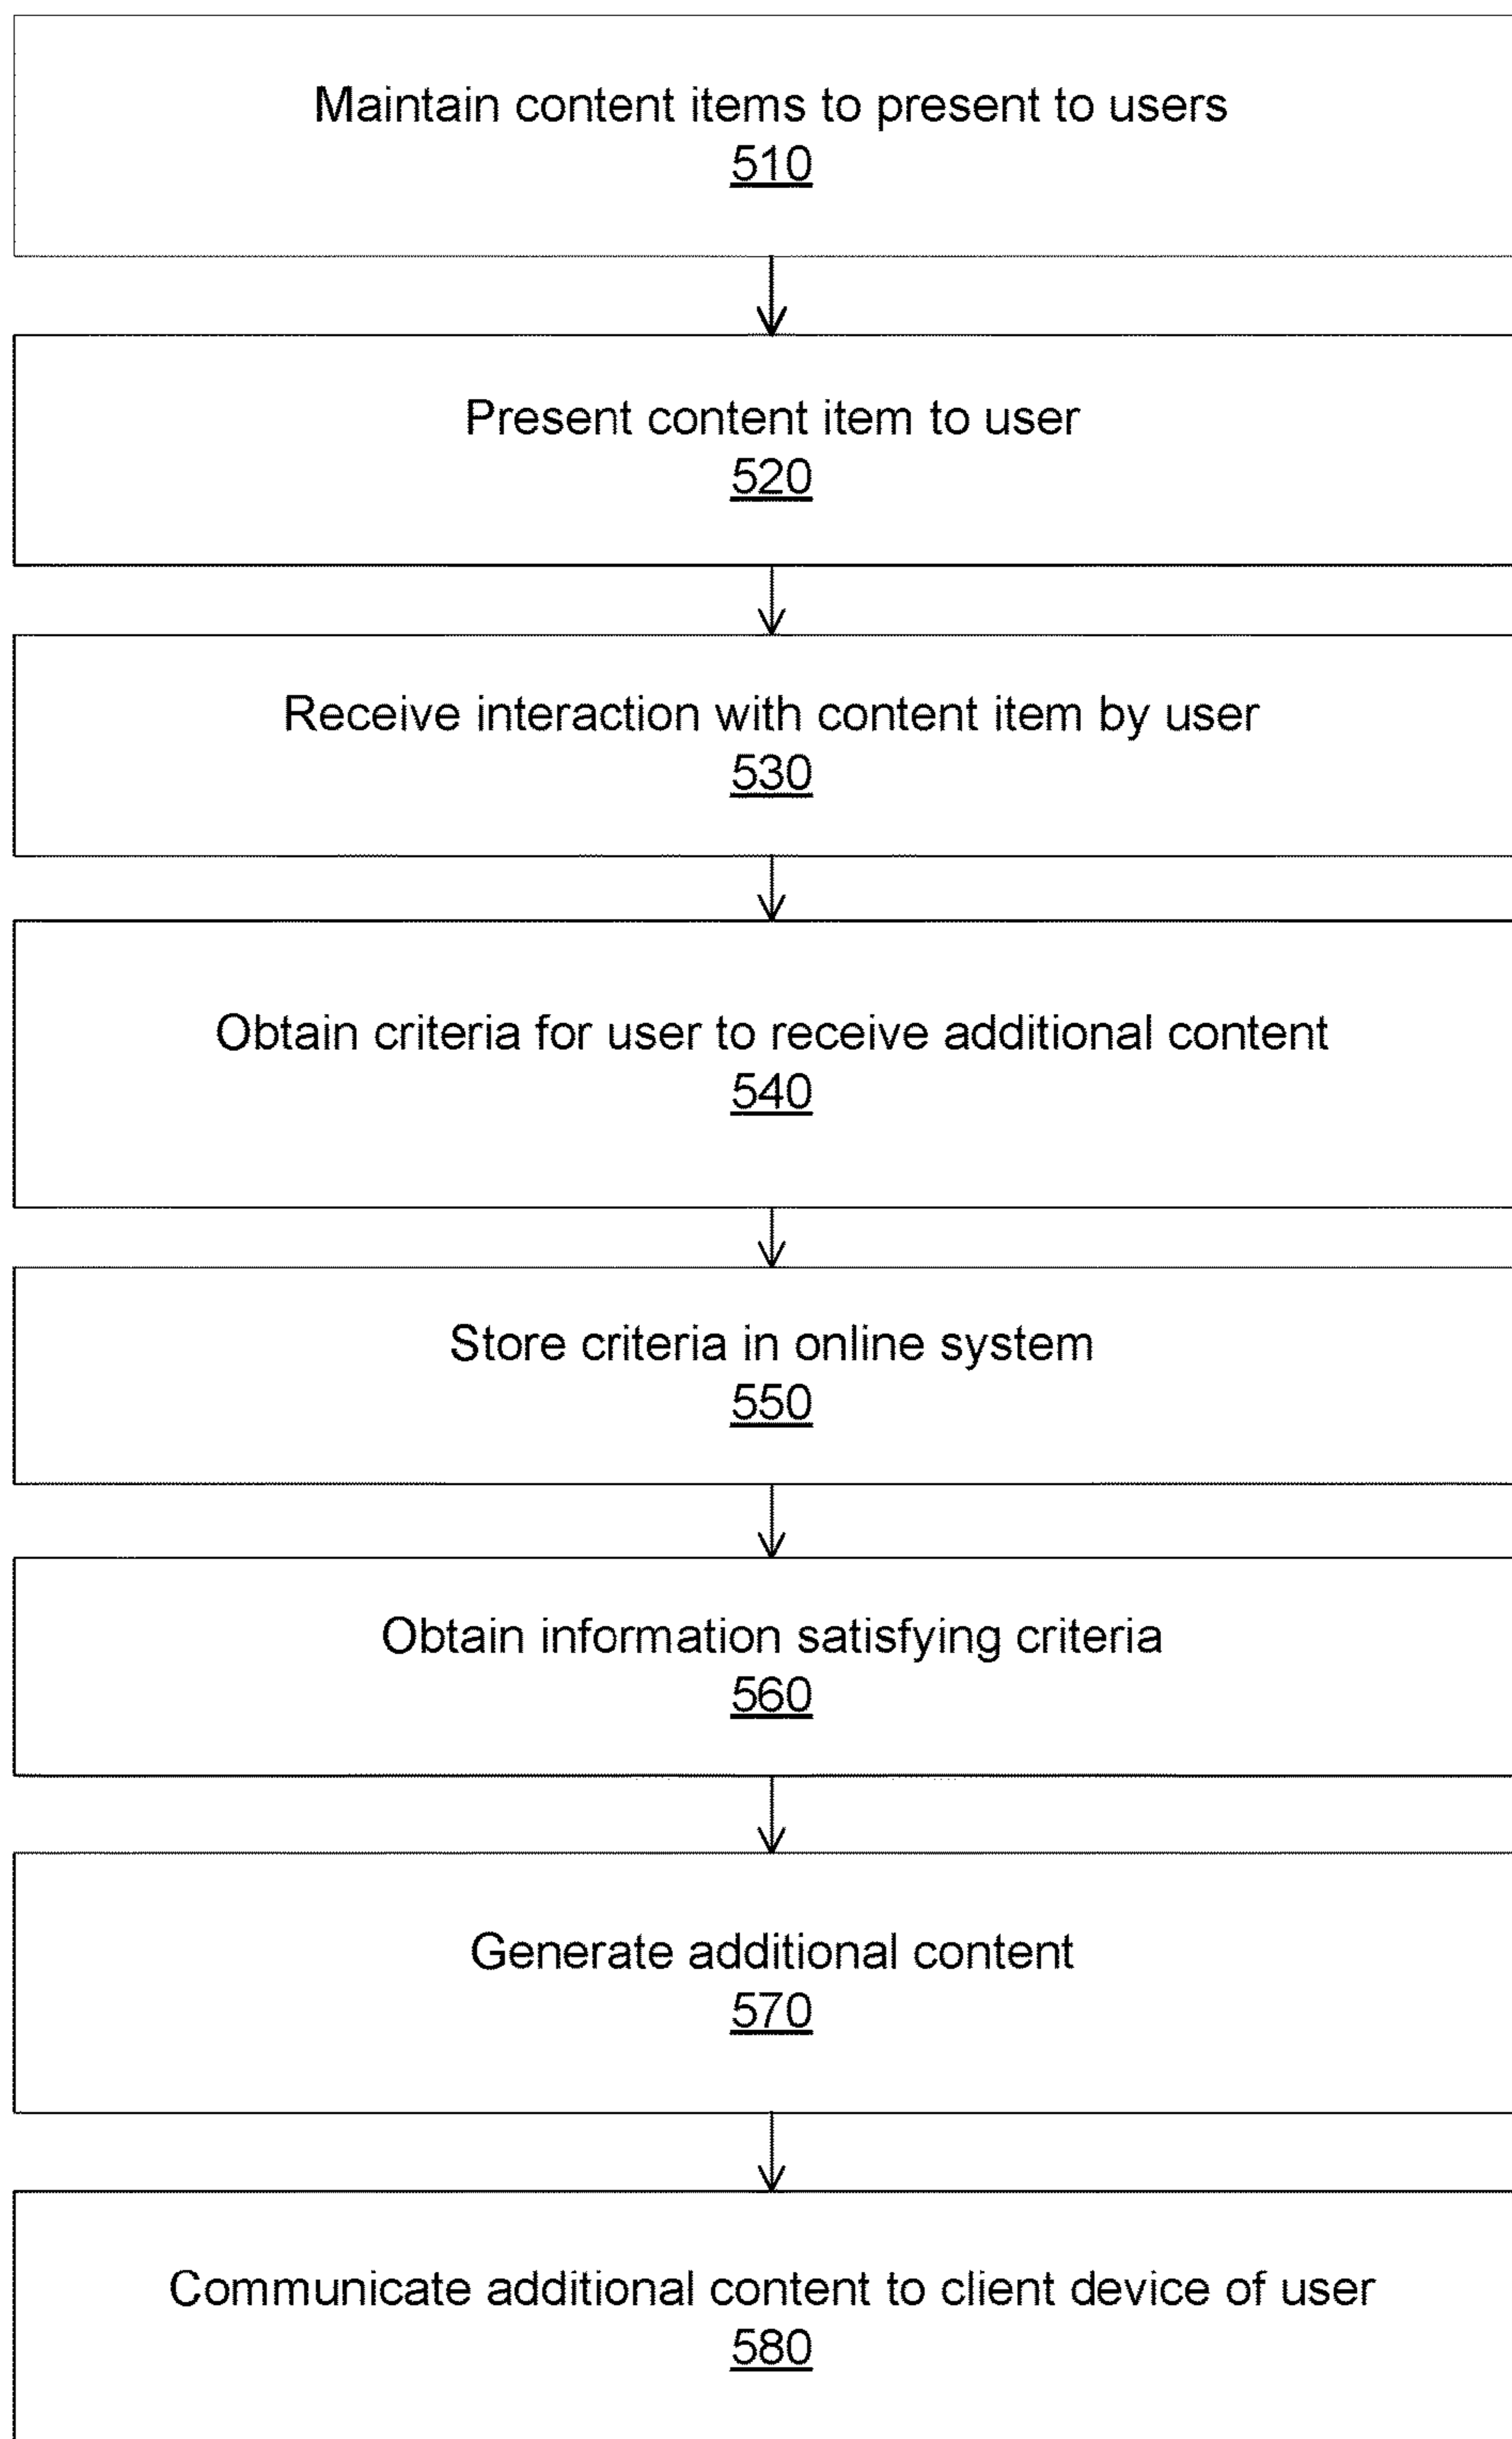 Maintain content items to present to users
510
Present content item to user
520
Receive interaction with content item by user
530
Obtain criteria for user to receive additional content
540
Store criteria in online system
550
Obtain information satisfying criteria
560
Generate additional content
570
Communicate additional content to client device of user
580